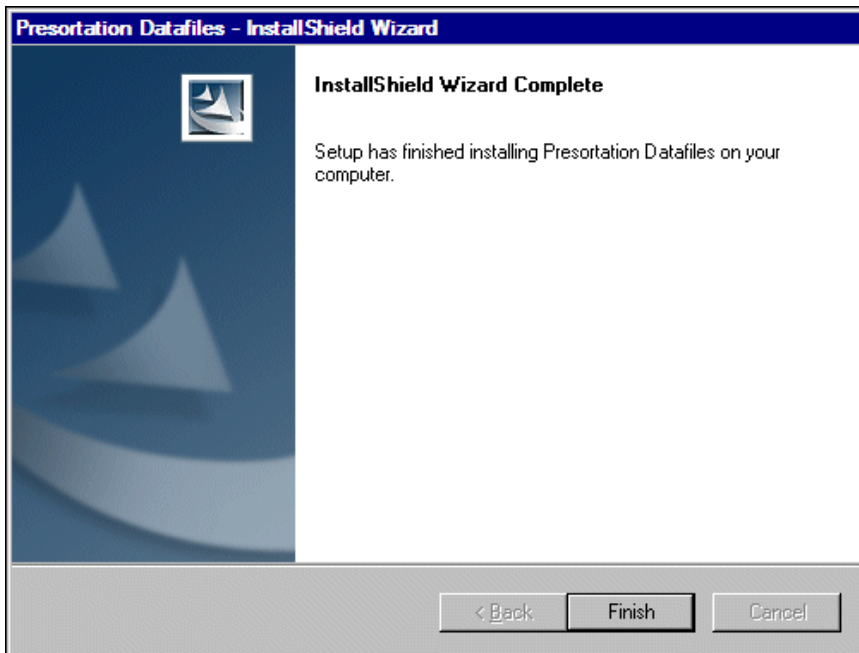 Presortation Datafiles - InstallShield Wizard
InstallShield Wizard Complete
Setup has finished installing Presortation Datafiles on your
computer.
< Back
Finish
Cancel